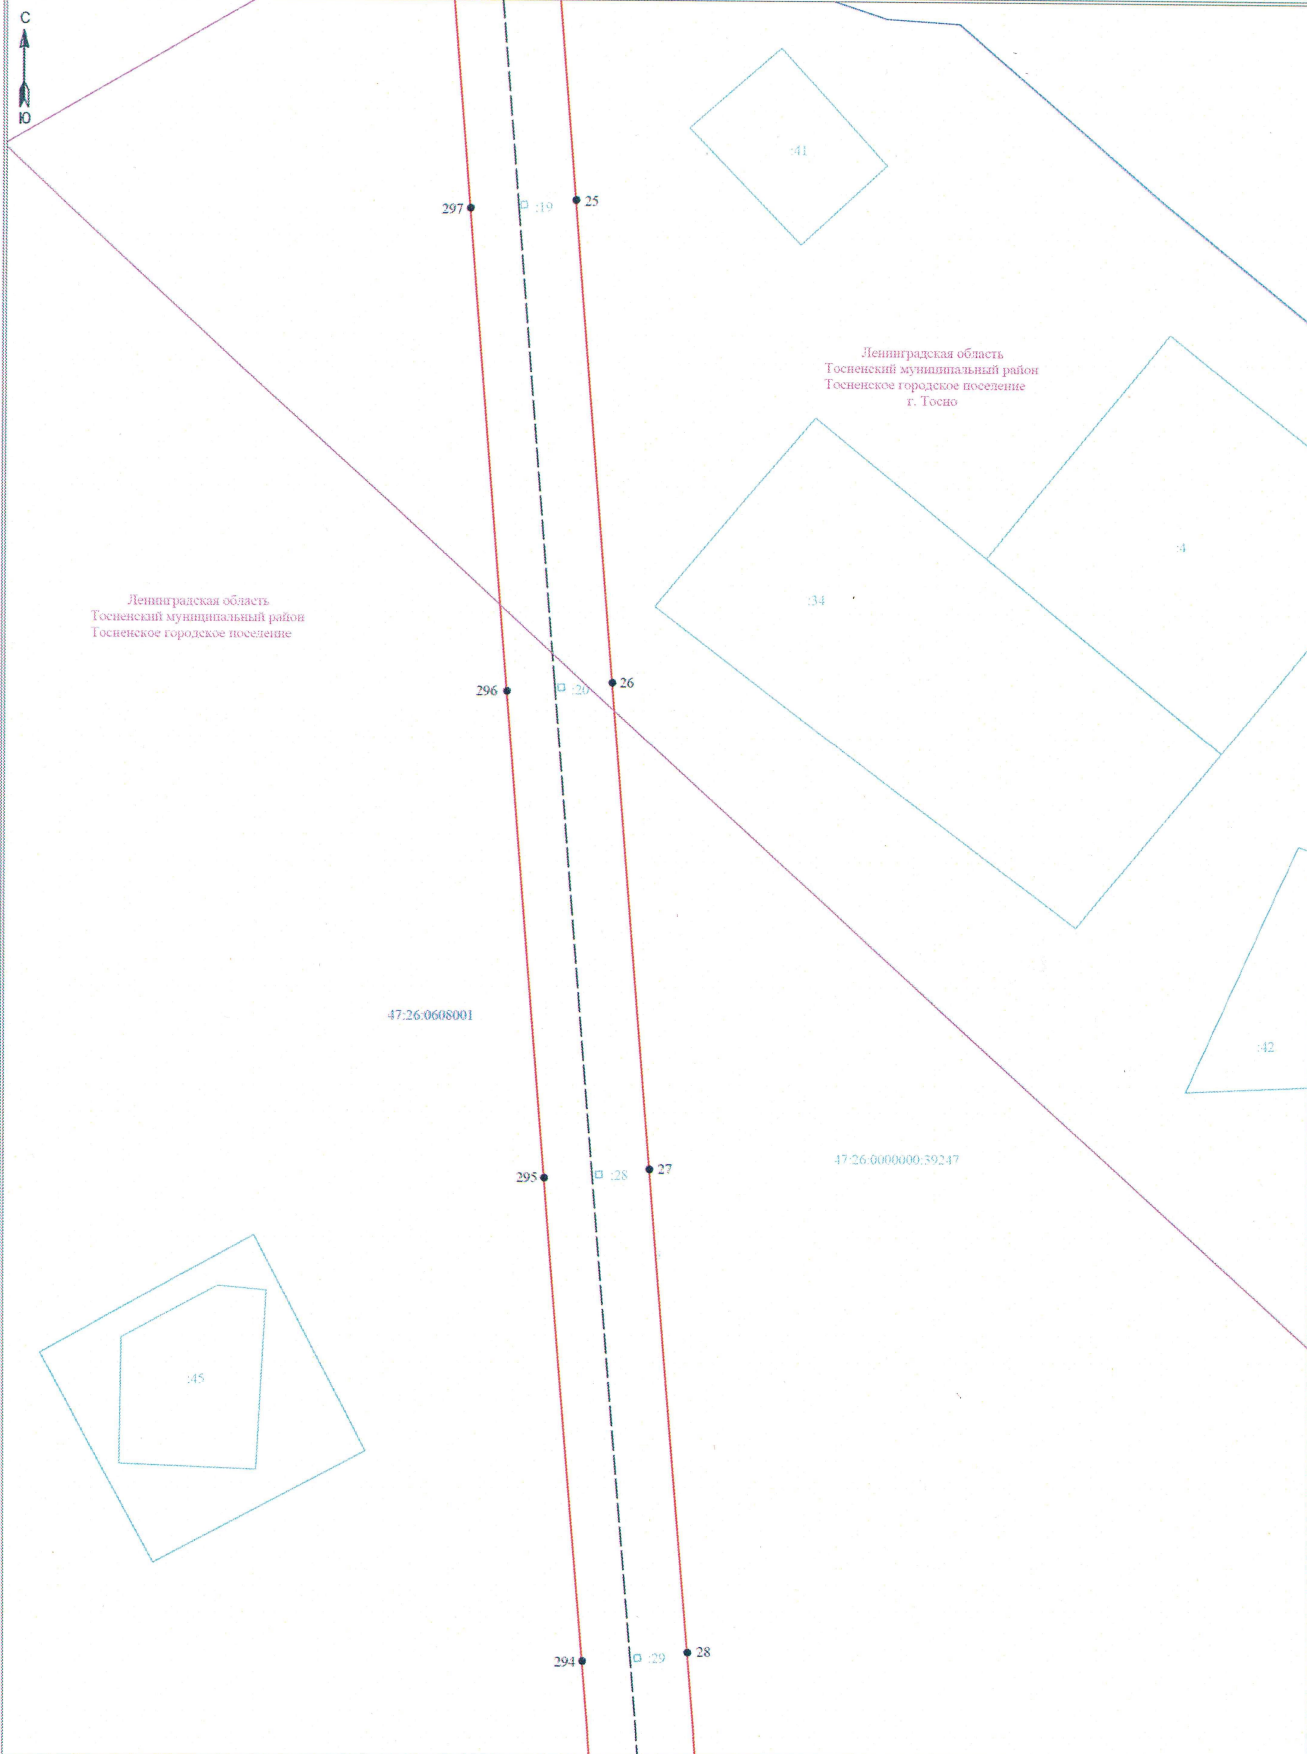 С
Ю
:41
297
:19
25
Ленинградская область
Тосненский муниципальный район
Тосненское городское поселение
г. Тосно
:4
:34
Ленинградская область
Тосненский муниципальный район
Тосненское городское поселение
296
:20
26
47:26:0608001
:42
47:26:0000000:39247
295
:28
27
:45
294
:29
28